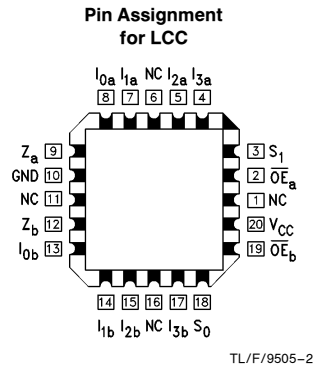 Pin Assignment
for LCC
I0a I1a NC I2a I3a
8 7 6 5 4
Za 9
GND 10
NC 11
Zb 12
I0b 13
3 S1
2 O̅E̅a
1 NC
20 VCC
19 O̅E̅b
14 15 16 17 18
I1b I2b NC I3b S0
TL/F/9505–2